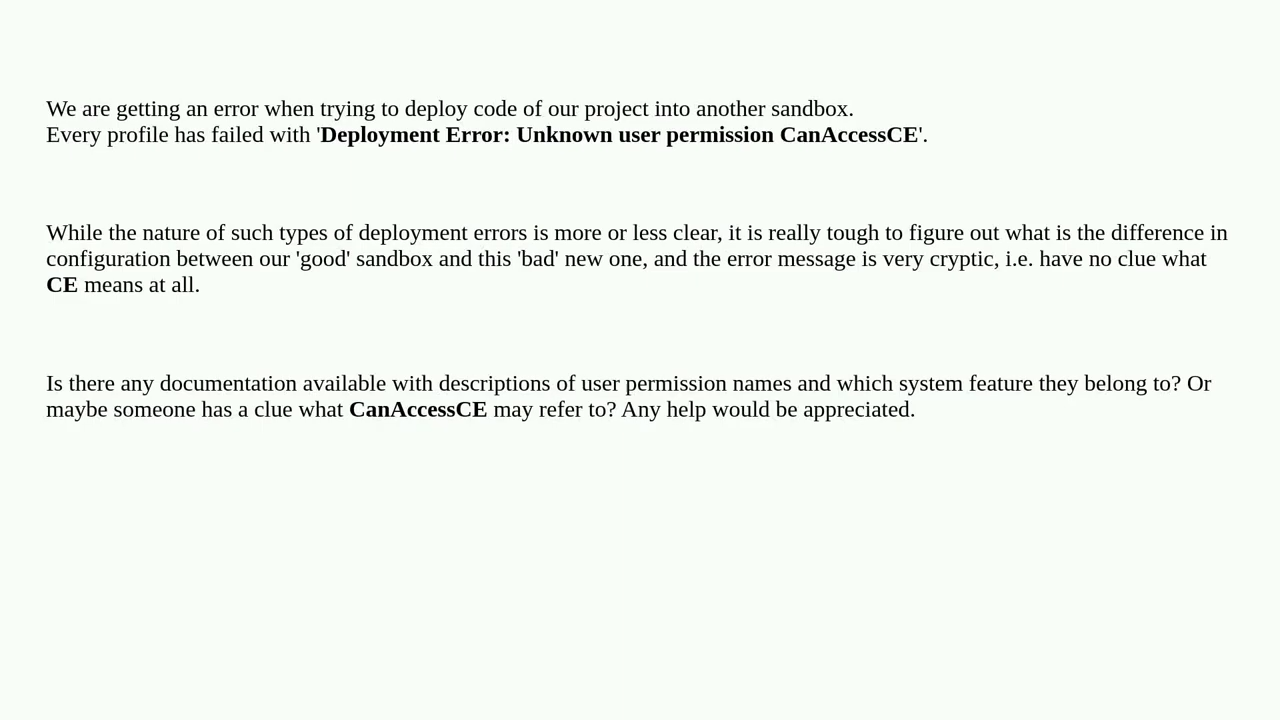 We are getting an error when trying to deploy code of our project into another sandbox.
Every profile has failed with 'Deployment Error: Unknown user permission CanAccessCE'.
While the nature of such types of deployment errors is more or less clear, it is really tough to figure out what is the difference in
configuration between our 'good' sandbox and this 'bad' new one, and the error message is very cryptic, i.e. have no clue what
CE means at all.
Is there any documentation available with descriptions of user permission names and which system feature they belong to? Or
maybe someone has a clue what CanAccessCE may refer to? Any help would be appreciated.